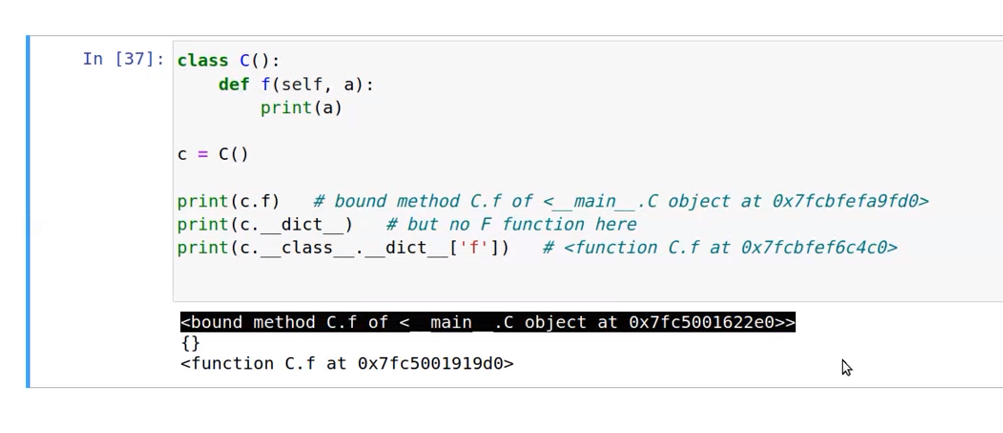 In [37]: class C():
def f(self, a):
print(a)
c = C()
print(c.f)   # bound method C.f of <__main__.C object at 0x7fcbfefa9fd0>
print(c.__dict__)   # but no F function here
print(c.__class__.__dict__['f'])   # <function C.f at 0x7fcbfef6c4c0>
<bound method C.f of <__main__.C object at 0x7fc5001622e0>>
{}
<function C.f at 0x7fc5001919d0>